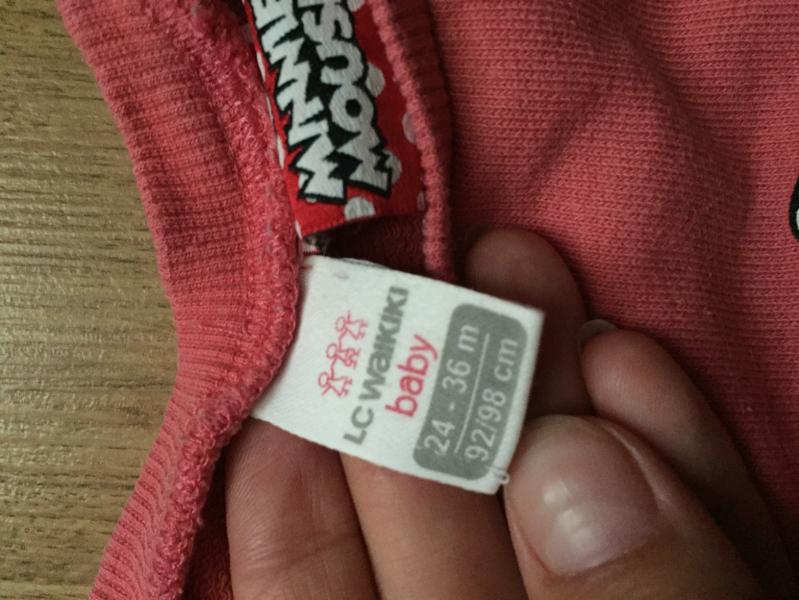 MINNIE
MOUSE
LC WAIKIKI
baby
24 - 36 m
92/98 cm